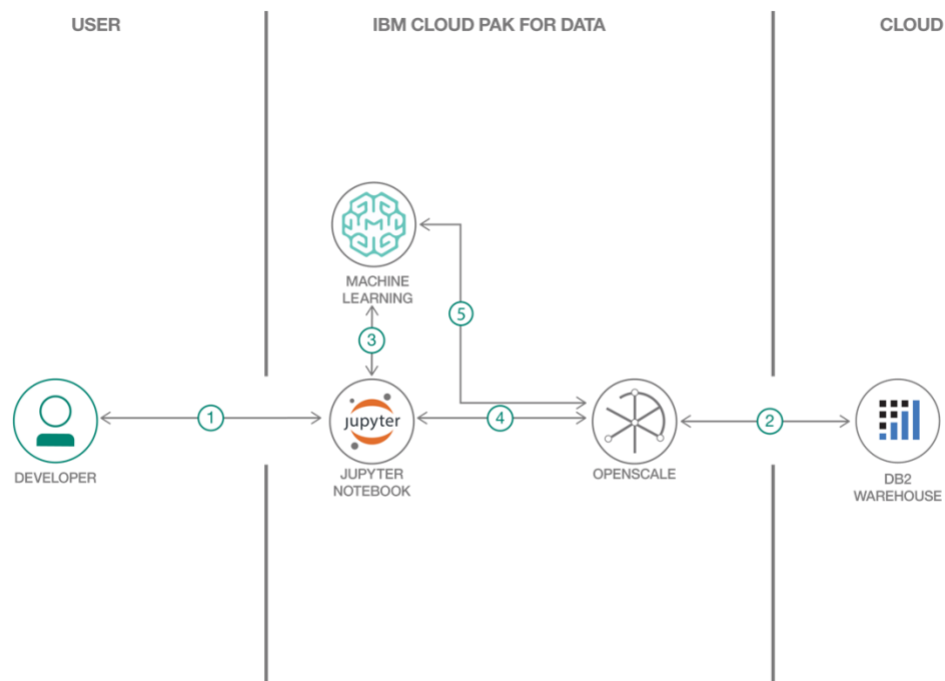 USER
IBM CLOUD PAK FOR DATA
CLOUD
M
MACHINE
LEARNING
5
3
jupyter
1
4
2
DEVELOPER
JUPYTER
NOTEBOOK
OPENSCALE
DB2
WAREHOUSE